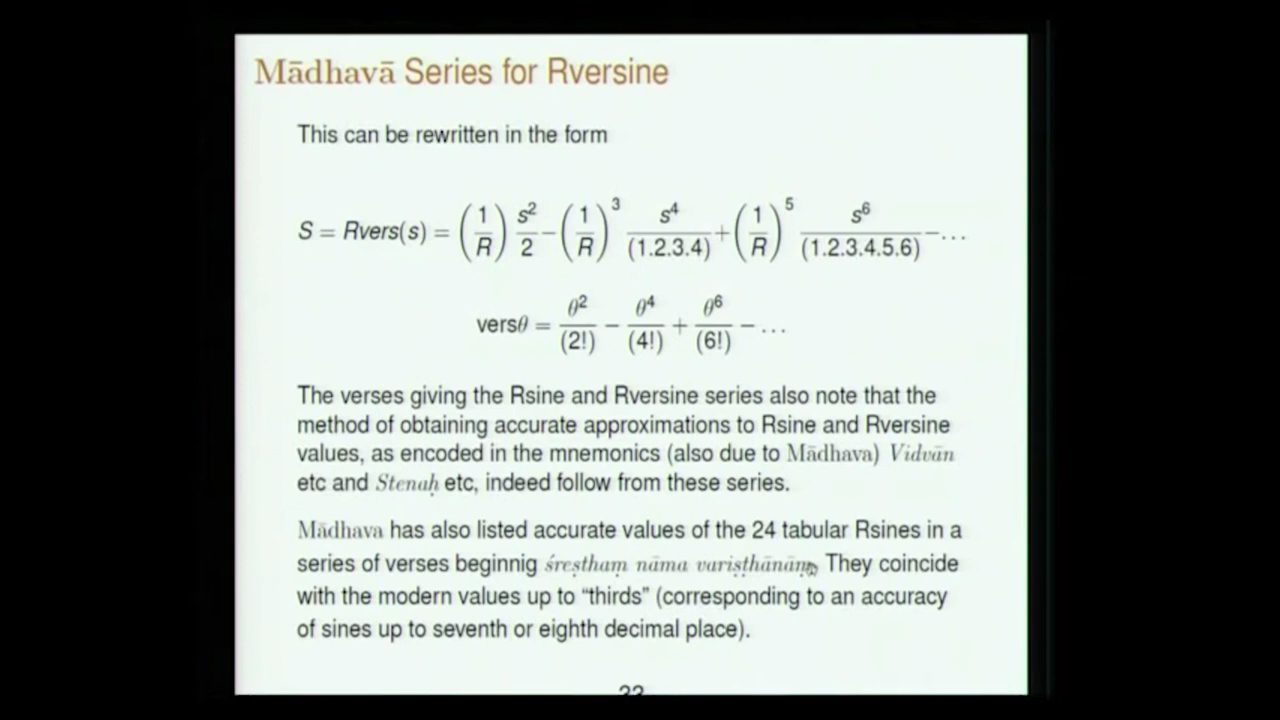 Mādhavā Series for Rversine
This can be rewritten in the form
S = Rvers(s) = (1/R) s²/2 − (1/R)³ s⁴/(1.2.3.4) + (1/R)⁵ s⁶/(1.2.3.4.5.6) − ...
versθ = θ²/(2!) − θ⁴/(4!) + θ⁶/(6!) − ...
The verses giving the Rsine and Rversine series also note that the
method of obtaining accurate approximations to Rsine and Rversine
values, as encoded in the mnemonics (also due to Mādhava) Vidvān
etc and Stenaḥ etc, indeed follow from these series.
Mādhava has also listed accurate values of the 24 tabular Rsines in a
series of verses beginnig śreṣthaṃ nāma variṣṭhānāṃ. They coincide
with the modern values up to “thirds” (corresponding to an accuracy
of sines up to seventh or eighth decimal place).